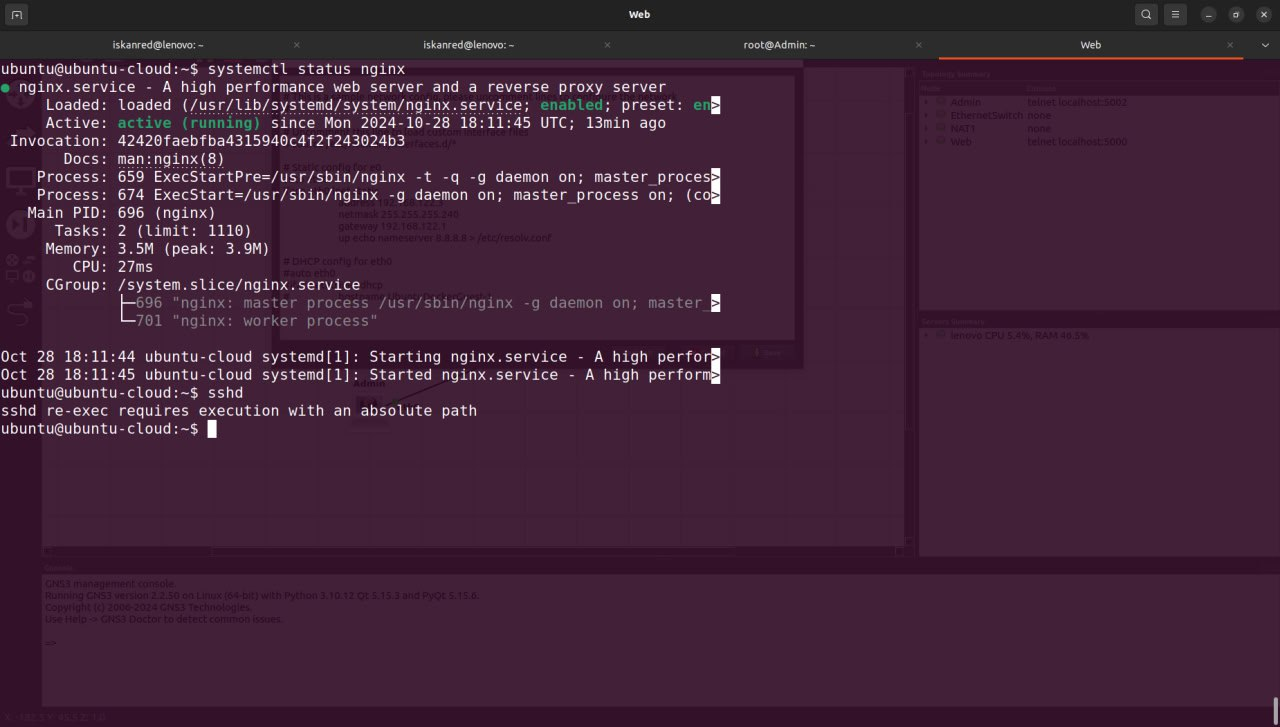 Web
iskanred@lenovo: ~
iskanred@lenovo: ~
root@Admin: ~
Web
ubuntu@ubuntu-cloud:~$ systemctl status nginx
● nginx.service - A high performance web server and a reverse proxy server
Loaded: loaded (/usr/lib/systemd/system/nginx.service; enabled; preset: en>
Active: active (running) since Mon 2024-10-28 18:11:45 UTC; 13min ago
Invocation: 42420faebfba4315940c4f2f243024b3
Docs: man:nginx(8)
Process: 659 ExecStartPre=/usr/sbin/nginx -t -q -g daemon on; master_proces>
Process: 674 ExecStart=/usr/sbin/nginx -g daemon on; master_process on; (co>
Main PID: 696 (nginx)
Tasks: 2 (limit: 1110)
Memory: 3.5M (peak: 3.9M)
CPU: 27ms
CGroup: /system.slice/nginx.service
├─696 "nginx: master process /usr/sbin/nginx -g daemon on; master_>
└─701 "nginx: worker process"
Oct 28 18:11:44 ubuntu-cloud systemd[1]: Starting nginx.service - A high perfor>
Oct 28 18:11:45 ubuntu-cloud systemd[1]: Started nginx.service - A high perform>
ubuntu@ubuntu-cloud:~$ sshd
sshd re-exec requires execution with an absolute path
ubuntu@ubuntu-cloud:~$
# Static config for e0
netmask 255.255.255.240
gateway 192.168.122.1
up echo nameserver 8.8.8.8 > /etc/resolv.conf
# DHCP config for eth0
#auto eth0
Admin
Topology Summary
Node Console
Admin telnet localhost:5002
EthernetSwitch none
NAT1 none
Web telnet localhost:5000
Servers Summary
lenovo CPU 5.4%, RAM 46.5%
Console
GNS3 management console.
Running GNS3 version 2.2.50 on Linux (64-bit) with Python 3.10.12 Qt 5.15.3 and PyQt 5.15.6.
Copyright (c) 2006-2024 GNS3 Technologies.
Use Help -> GNS3 Doctor to detect common issues.
=>